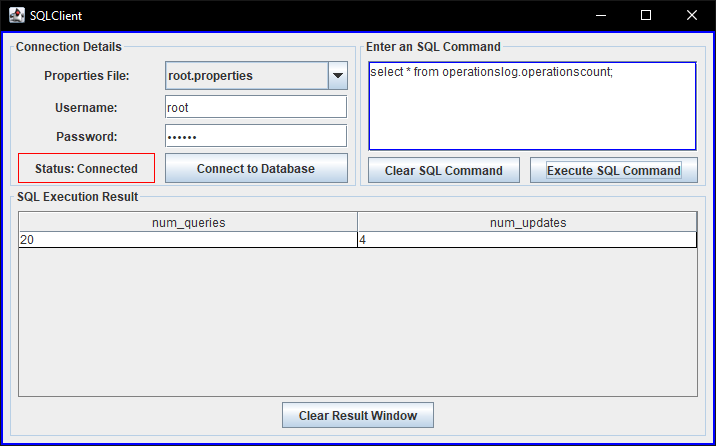 SQLClient
Connection Details
Properties File:
root.properties
Username:
root
Password:
••••••
Status: Connected
Connect to Database
Enter an SQL Command
select * from operationslog.operationscount;
Clear SQL Command
Execute SQL Command
SQL Execution Result
num_queries
num_updates
20
4
Clear Result Window